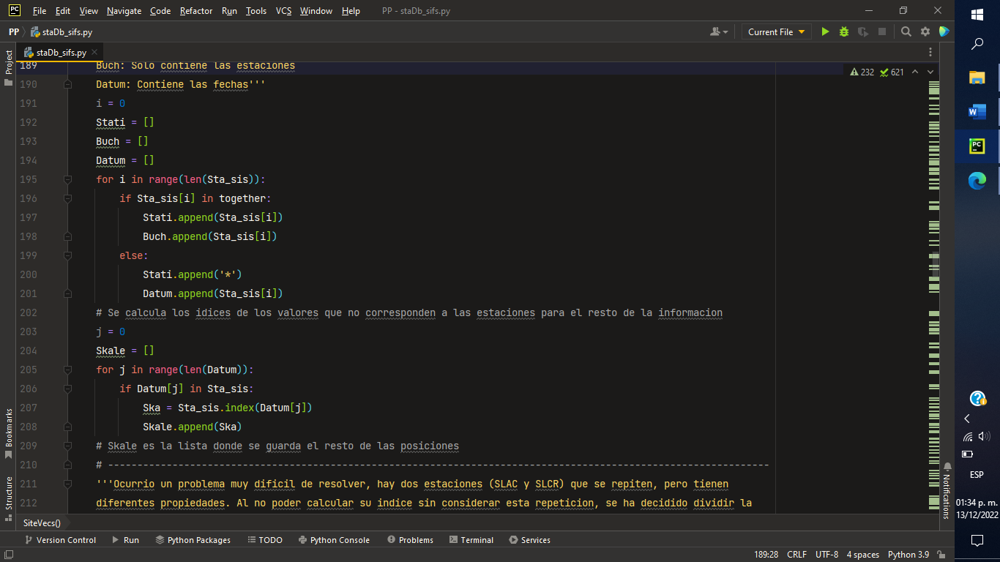 PC File Edit View Navigate Code Refactor Run Tools VCS Window Help PP - staDb_sifs.py
PP staDb_sifs.py Current File
Project staDb_sifs.py
232 621
189 Buch: Solo contiene las estaciones
190 Datum: Contiene las fechas'''
191 i = 0
192 Stati = []
193 Buch = []
194 Datum = []
195 for i in range(len(Sta_sis)):
196 if Sta_sis[i] in together:
197 Stati.append(Sta_sis[i])
198 Buch.append(Sta_sis[i])
199 else:
200 Stati.append('*')
201 Datum.append(Sta_sis[i])
202 # Se calcula los idices de los valores que no corresponden a las estaciones para el resto de la informacion
203 j = 0
204 Skale = []
205 for j in range(len(Datum)):
206 if Datum[j] in Sta_sis:
207 Ska = Sta_sis.index(Datum[j])
208 Skale.append(Ska)
209 # Skale es la lista donde se guarda el resto de las posiciones
210 # -----------------------------------------------------------------------------------------------------------------
211 '''Ocurrio un problema muy dificil de resolver, hay dos estaciones (SLAC y SLCR) que se repiten, pero tienen
212 diferentes propiedades. Al no poder calcular su indice sin considerar esta repeticion, se ha decidido dividir la
Bookmarks
Structure
Notifications
SiteVecs()
Version Control Run Python Packages TODO Python Console Problems Terminal Services
189:28 CRLF UTF-8 4 spaces Python 3.9
W
PC
ESP
01:34 p. m.
13/12/2022